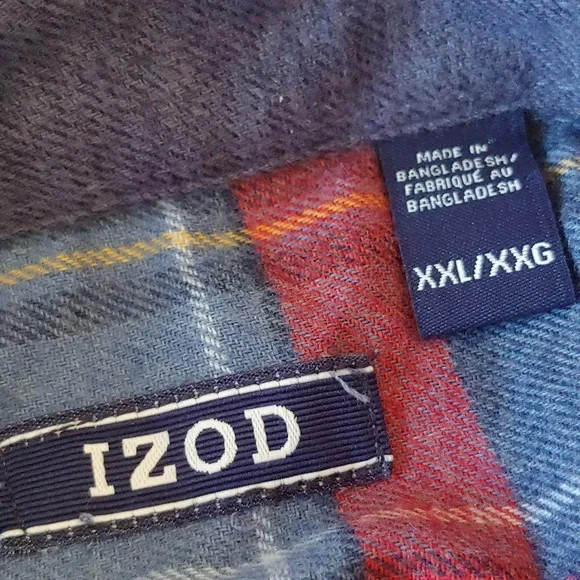 MADE IN
BANGLADESH/
FABRIQUÉ AU
BANGLADESH
XXL/XXG
IZOD